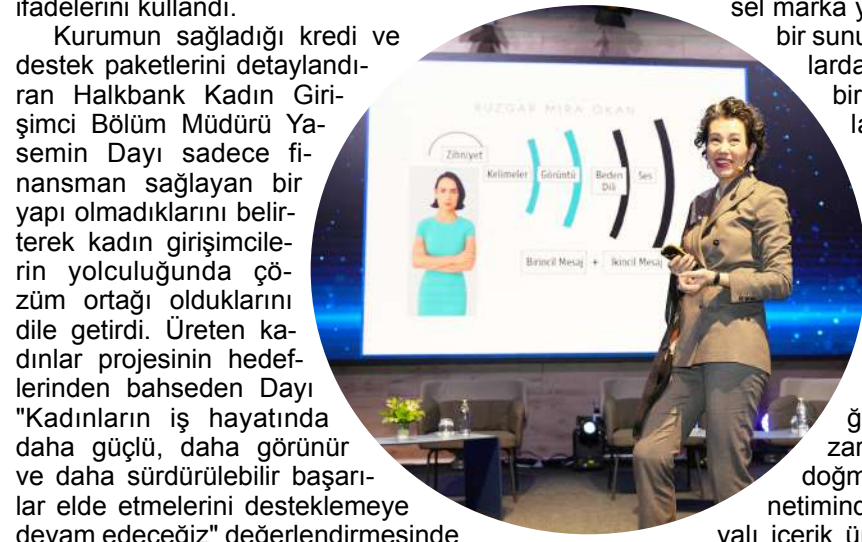 ifadelerini kullandı.
Kurumun sağladığı kredi ve
destek paketlerini detaylandı-
ran Halkbank Kadın Giri-
şimci Bölüm Müdürü Ya-
semin Dayı sadece fi-
nansman sağlayan bir
yapı olmadıklarını belir-
terek kadın girişimcile-
rin yolculuğunda çö-
züm ortağı olduklarını
dile getirdi. Üreten ka-
dınlar projesinin hedef-
lerinden bahseden Dayı
"Kadınların iş hayatında
daha güçlü, daha görünür
ve daha sürdürülebilir başarı-
lar elde etmelerini desteklemeye
devam edeceğiz" değerlendirmesinde
RUZGAR MİRA OKAN
Zihniyet
Kelimeler
Görüntü
Beden
Dili
Ses
Birincil Mesaj + İkincil Mesaj
sel marka y
bir sunu
larda
bir
la
ğ
zar
doğm
netimind
yalı içerik ür